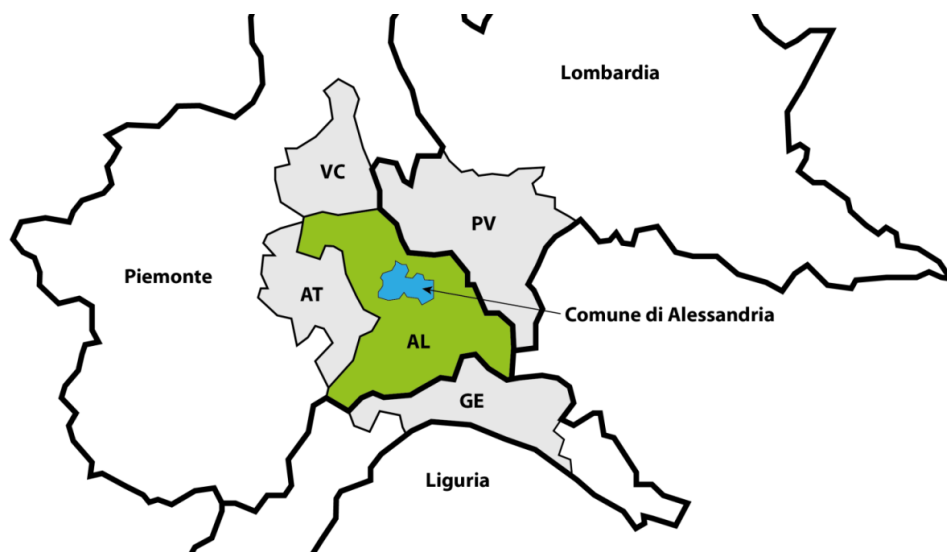 Lombardia
VC
PV
Piemonte
AT
Comune di Alessandria
AL
GE
Liguria